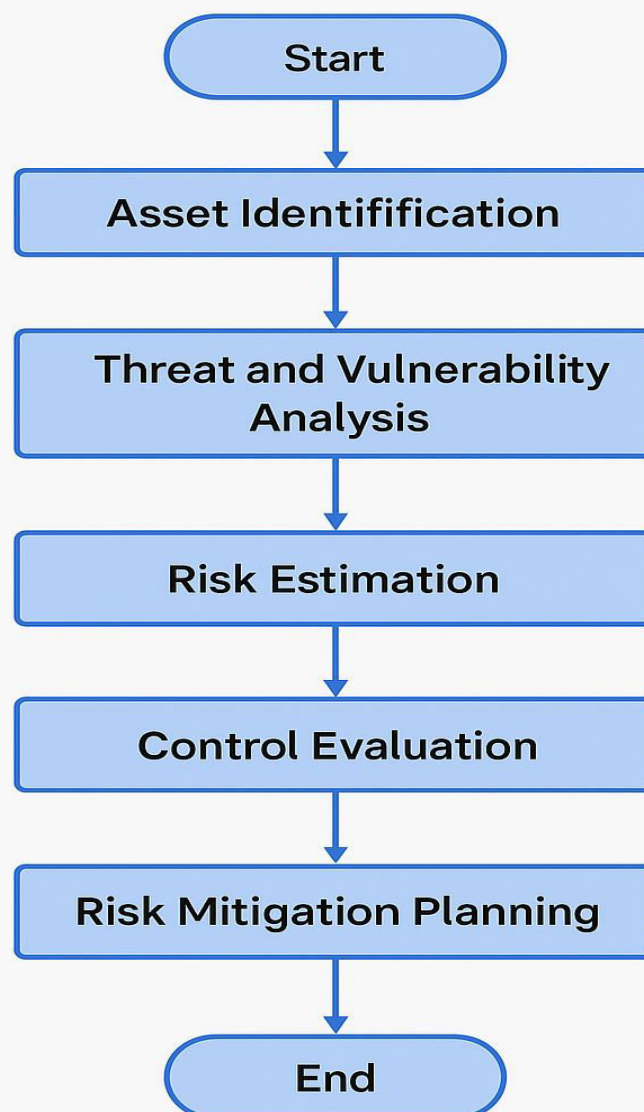 Start
Asset Identifification
Threat and Vulnerability
Analysis
Risk Estimation
Control Evaluation
Risk Mitigation Planning
End